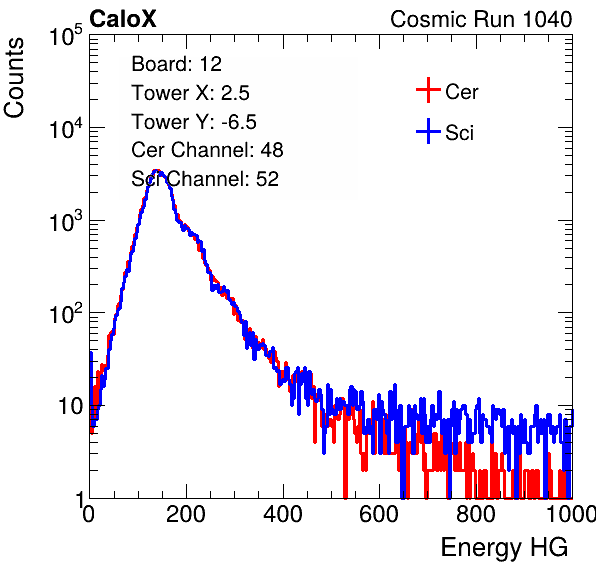 CaloX Cosmic Run 1040
Counts
Board: 12
Tower X: 2.5
Tower Y: -6.5
Cer Channel: 48
Sci Channel: 52
Cer
Sci
10^5
10^4
10^3
10^2
10
1
0 200 400 600 800 1000
Energy HG